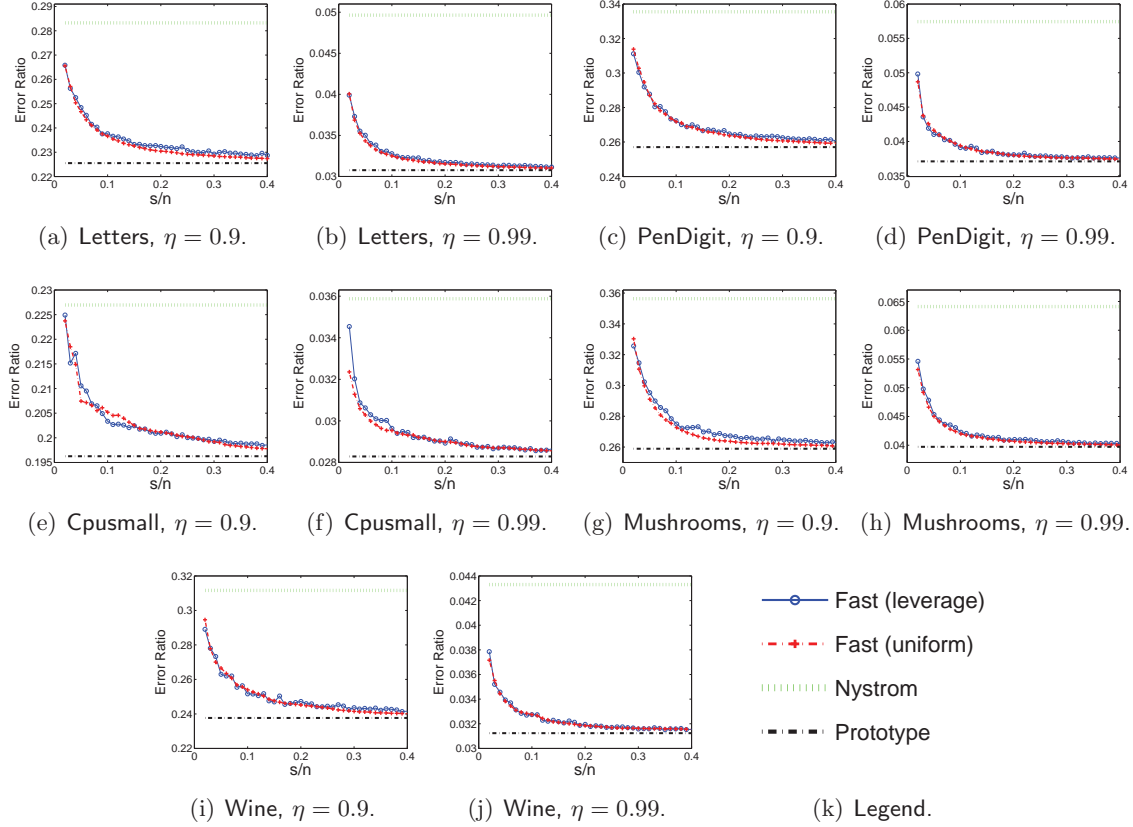 Error Ratio
0.29
0.28
0.27
0.26
0.25
0.24
0.23
0.22
0 0.1 0.2 0.3 0.4
s/n
(a) Letters, η = 0.9.
Error Ratio
0.05
0.045
0.04
0.035
0.03
0 0.1 0.2 0.3 0.4
s/n
(b) Letters, η = 0.99.
Error Ratio
0.34
0.32
0.3
0.28
0.26
0.24
0 0.1 0.2 0.3 0.4
s/n
(c) PenDigit, η = 0.9.
Error Ratio
0.06
0.055
0.05
0.045
0.04
0.035
0 0.1 0.2 0.3 0.4
s/n
(d) PenDigit, η = 0.99.
Error Ratio
0.23
0.225
0.22
0.215
0.21
0.205
0.2
0.195
0 0.1 0.2 0.3 0.4
s/n
(e) Cpusmall, η = 0.9.
Error Ratio
0.036
0.034
0.032
0.03
0.028
0 0.1 0.2 0.3 0.4
s/n
(f) Cpusmall, η = 0.99.
Error Ratio
0.36
0.34
0.32
0.3
0.28
0.26
0 0.1 0.2 0.3 0.4
s/n
(g) Mushrooms, η = 0.9.
Error Ratio
0.065
0.06
0.055
0.05
0.045
0.04
0 0.1 0.2 0.3 0.4
s/n
(h) Mushrooms, η = 0.99.
Error Ratio
0.32
0.3
0.28
0.26
0.24
0.22
0 0.1 0.2 0.3 0.4
s/n
(i) Wine, η = 0.9.
Error Ratio
0.044
0.042
0.04
0.038
0.036
0.034
0.032
0.03
0 0.1 0.2 0.3 0.4
s/n
(j) Wine, η = 0.99.
Fast (leverage)
Fast (uniform)
Nystrom
Prototype
(k) Legend.